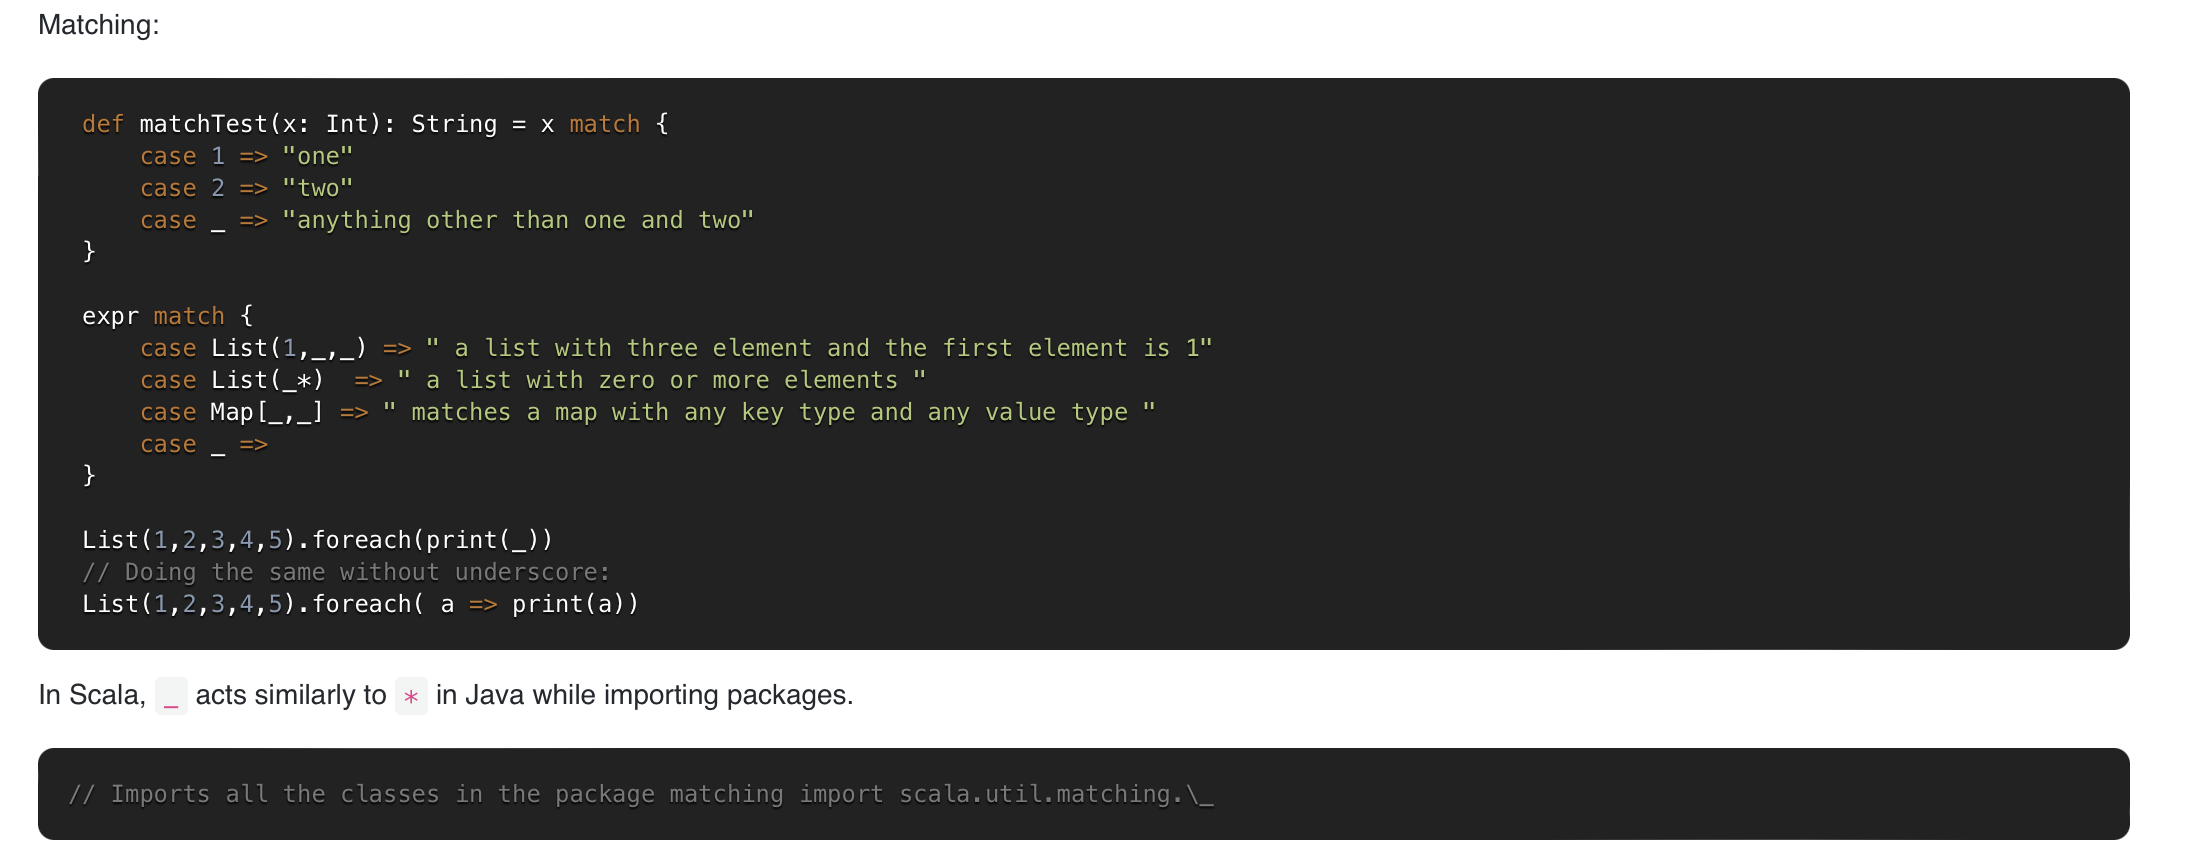 Matching:
def matchTest(x: Int): String = x match {
    case 1 => "one"
    case 2 => "two"
    case _ => "anything other than one and two"
}
expr match {
    case List(1,_,_) => " a list with three element and the first element is 1"
    case List(_*)  => " a list with zero or more elements "
    case Map[_,_] => " matches a map with any key type and any value type "
    case _ =>
}
List(1,2,3,4,5).foreach(print(_))
// Doing the same without underscore:
List(1,2,3,4,5).foreach( a => print(a))
In Scala, _ acts similarly to * in Java while importing packages.
// Imports all the classes in the package matching import scala.util.matching.\_